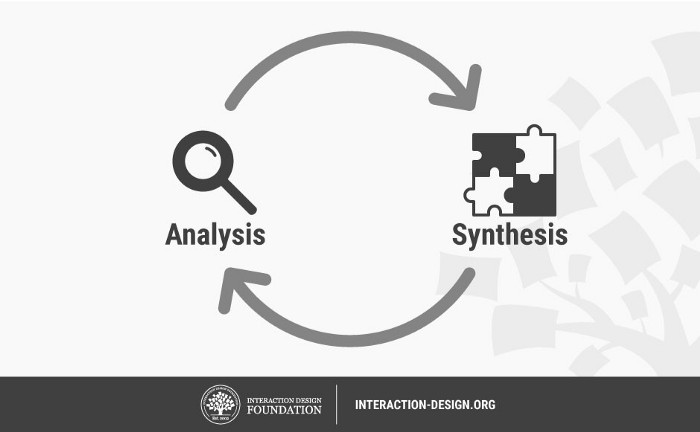 Analysis
Synthesis
INTERACTION DESIGN
FOUNDATION
INTERACTION-DESIGN.ORG